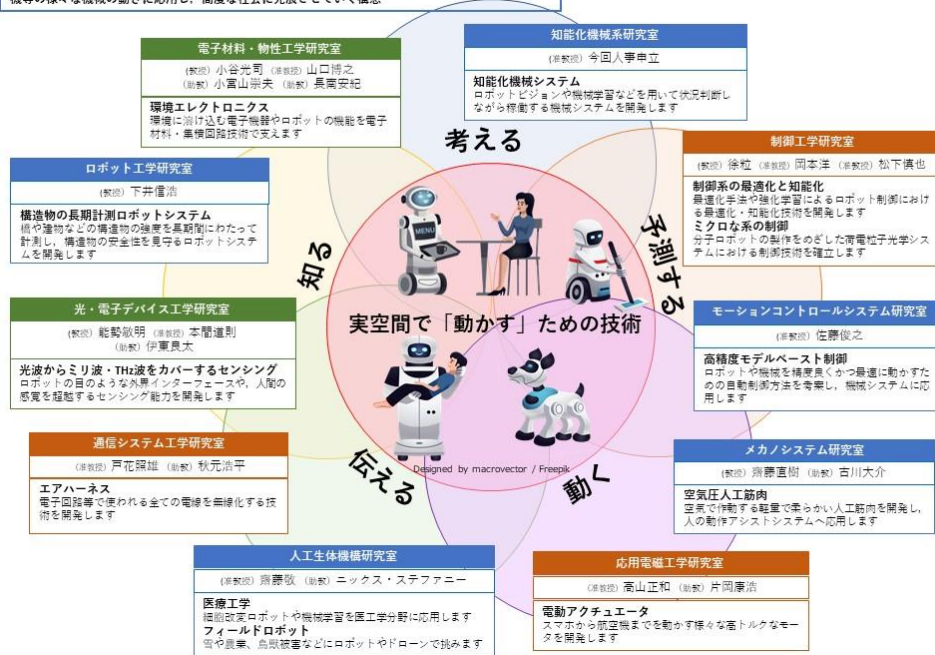 機等の様々な機械の動きに応用し，高度な社会に発展させていく構想
電子材料・物性工学研究室
(教授) 小谷光司 (准教授) 山口博之
(助教) 小宮山崇夫 (助教) 長南安紀
環境エレクトロニクス
環境に溶け込む電子機器やロボットの機能を電子
材料・集積回路技術で支えます
知能化機械系研究室
(准教授) 今回人事申立
知能化機械システム
ロボットビジョンや機械学習などを用いて状況判断し
ながら稼働する機械システムを開発します
ロボット工学研究室
(教授) 下井信浩
構造物の長期計測ロボットシステム
橋や建物などの構造物の強度を長期間にわたって
計測し，構造物の安全性を見守るロボットシステ
ムを開発します
制御工学研究室
(教授) 徐粒 (准教授) 岡本洋 (准教授) 松下慎也
制御系の最適化と知能化
最適化手法や強化学習によるロボット制御におけ
る最適化・知能化技術を開発します
ミクロな系の制御
分子ロボットの製作をめざした荷電粒子光学シス
テムにおける制御技術を確立します
考える
知る
予測する
伝える
動く
MENU
実空間で「動かす」ための技術
Designed by macrovector / Freepik
光・電子デバイス工学研究室
(教授) 能勢敏明 (准教授) 本間道則
(助教) 伊東良太
光波からミリ波・THz波をカバーするセンシング
ロボットの目のような外界インターフェースや，人間の
感覚を超越するセンシング能力を開発します
モーションコントロールシステム研究室
(准教授) 佐藤俊之
高精度モデルベースト制御
ロボットや機械を精度良くかつ最適に動かすた
めの自動制御方法を考案し，機械システムに応
用します
通信システム工学研究室
(准教授) 戸花照雄 (助教) 秋元浩平
エアハーネス
電子回路等で使われる全ての電線を無線化する技
術を開発します
メカノシステム研究室
(教授) 齋藤直樹 (助教) 古川大介
空気圧人工筋肉
空気で作動する軽量で柔らかい人工筋肉を開発し，
人の動作アシストシステムへ応用します
人工生体機構研究室
(准教授) 齋藤敬 (助教) ニックス・ステファニー
医療工学
細胞改変ロボットや機械学習を医工学分野に応用します
フィールドロボット
雪や農業、鳥獣被害などにロボットやドローンで挑みます
応用電磁工学研究室
(准教授) 高山正和 (助教) 片岡康浩
電動アクチュエータ
スマホから航空機までを動かす様々な高トルクなモー
タを開発します